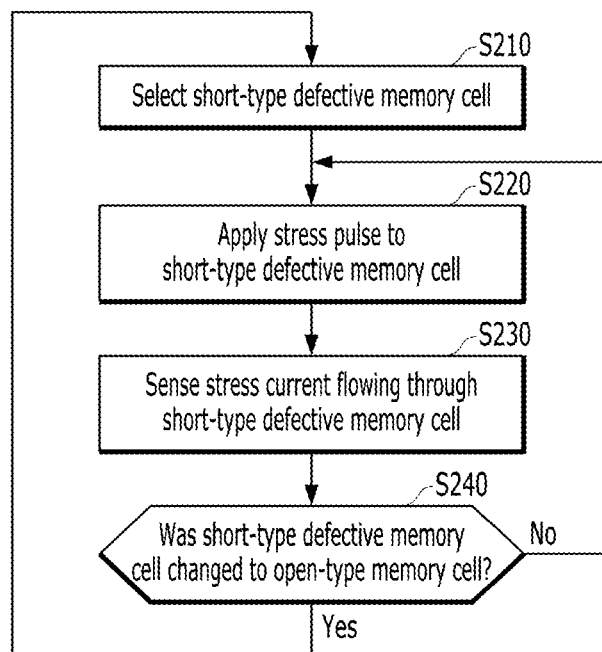 S210
Select short-type defective memory cell
S220
Apply stress pulse to
short-type defective memory cell
S230
Sense stress current flowing through
short-type defective memory cell
S240
Was short-type defective memory
cell changed to open-type memory cell?
No
Yes